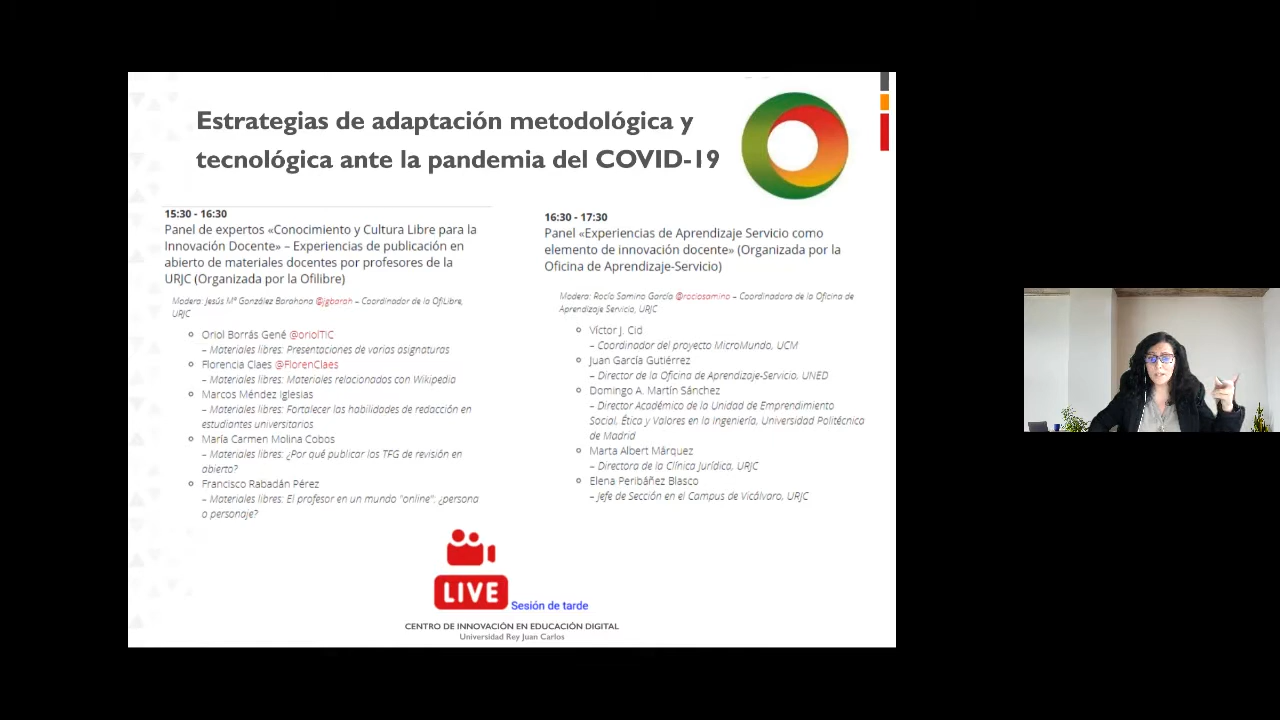 Estrategias de adaptación metodológica y
tecnológica ante la pandemia del COVID-19
15:30 - 16:30
Panel de expertos «Conocimiento y Cultura Libre para la
Innovación Docente» – Experiencias de publicación en
abierto de materiales docentes por profesores de la
URJC (Organizada por la Ofilibre)
Modera: Jesús Mª González Barahona @jgbarah – Coordinador de la OfiLibre,
URJC
Oriol Borrás Gené @oriolTIC
– Materiales libres: Presentaciones de varias asignaturas
Florencia Claes @FlorenClaes
– Materiales libres: Materiales relacionados con Wikipedia
Marcos Méndez Iglesias
– Materiales libres: Fortalecer las habilidades de redacción en
estudiantes universitarios
María Carmen Molina Cobos
– Materiales libres: ¿Por qué publicar los TFG de revisión en
abierto?
Francisco Rabadán Pérez
– Materiales libres: El profesor en un mundo "online": ¿persona
o personaje?
16:30 - 17:30
Panel «Experiencias de Aprendizaje Servicio como
elemento de innovación docente» (Organizada por la
Oficina de Aprendizaje-Servicio)
Modera: Rocío Samino García @rociosamino – Coordinadora de la Oficina de
Aprendizaje Servicio, URJC
Víctor J. Cid
– Coordinador del proyecto MicroMundo, UCM
Juan García Gutiérrez
– Director de la Oficina de Aprendizaje-Servicio, UNED
Domingo A. Martín Sánchez
– Director Académico de la Unidad de Emprendimiento
Social, Ética y Valores en la Ingeniería, Universidad Politécnica
de Madrid
Marta Albert Márquez
– Directora de la Clínica Jurídica, URJC
Elena Peribáñez Blasco
– Jefe de Sección en el Campus de Vicálvaro, URJC
LIVE
Sesión de tarde
CENTRO DE INNOVACIÓN EN EDUCACIÓN DIGITAL
Universidad Rey Juan Carlos